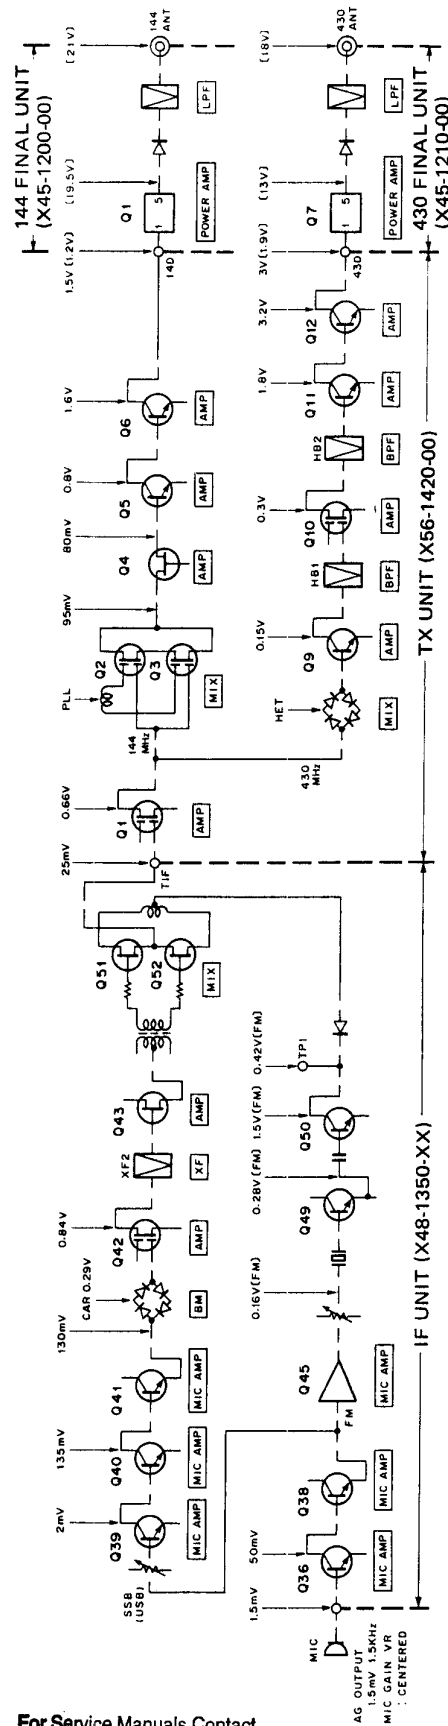 144 FINAL UNIT
(X45-1200-00)
(21V)
144
ANT
LPF
(19.5V)
Q1
1 5
POWER AMP
1.5V (1.2V)
14D
1.6V
Q6
AMP
0.8V
Q5
AMP
80mV
Q4
AMP
95mV
Q2
Q3
MIX
PLL
144
MHz
430
MHz
0.66V
Q1
AMP
25mV
TIF
(18V)
430
ANT
LPF
(13V)
Q7
1 5
POWER AMP
430 FINAL UNIT
(X45-1210-00)
3V (1.9V)
43D
3.2V
Q12
AMP
1.8V
Q11
AMP
HB2
BPF
0.3V
Q10
AMP
HB1
BPF
0.15V
Q9
AMP
HET
MIX
TX UNIT (X56-1420-00)
Q51
Q52
MIX
Q43
AMP
XF2
XF
0.84V
Q42
AMP
CAR 0.29V
BM
130mV
Q41
MIC AMP
135mV
Q40
MIC AMP
2mV
Q39
MIC AMP
SSB
(USB)
0.42V (FM)
TP1
1.5V (FM)
Q50
0.28V (FM)
Q49
0.16V (FM)
Q45
MIC AMP
FM
Q38
MIC AMP
50mV
Q36
MIC AMP
1.5mV
MIC
AG OUTPUT
1.5mV 1.5KHz
MIC GAIN VR
: CENTERED
IF UNIT (X48-1350-XX)
For Service Manuals Contact